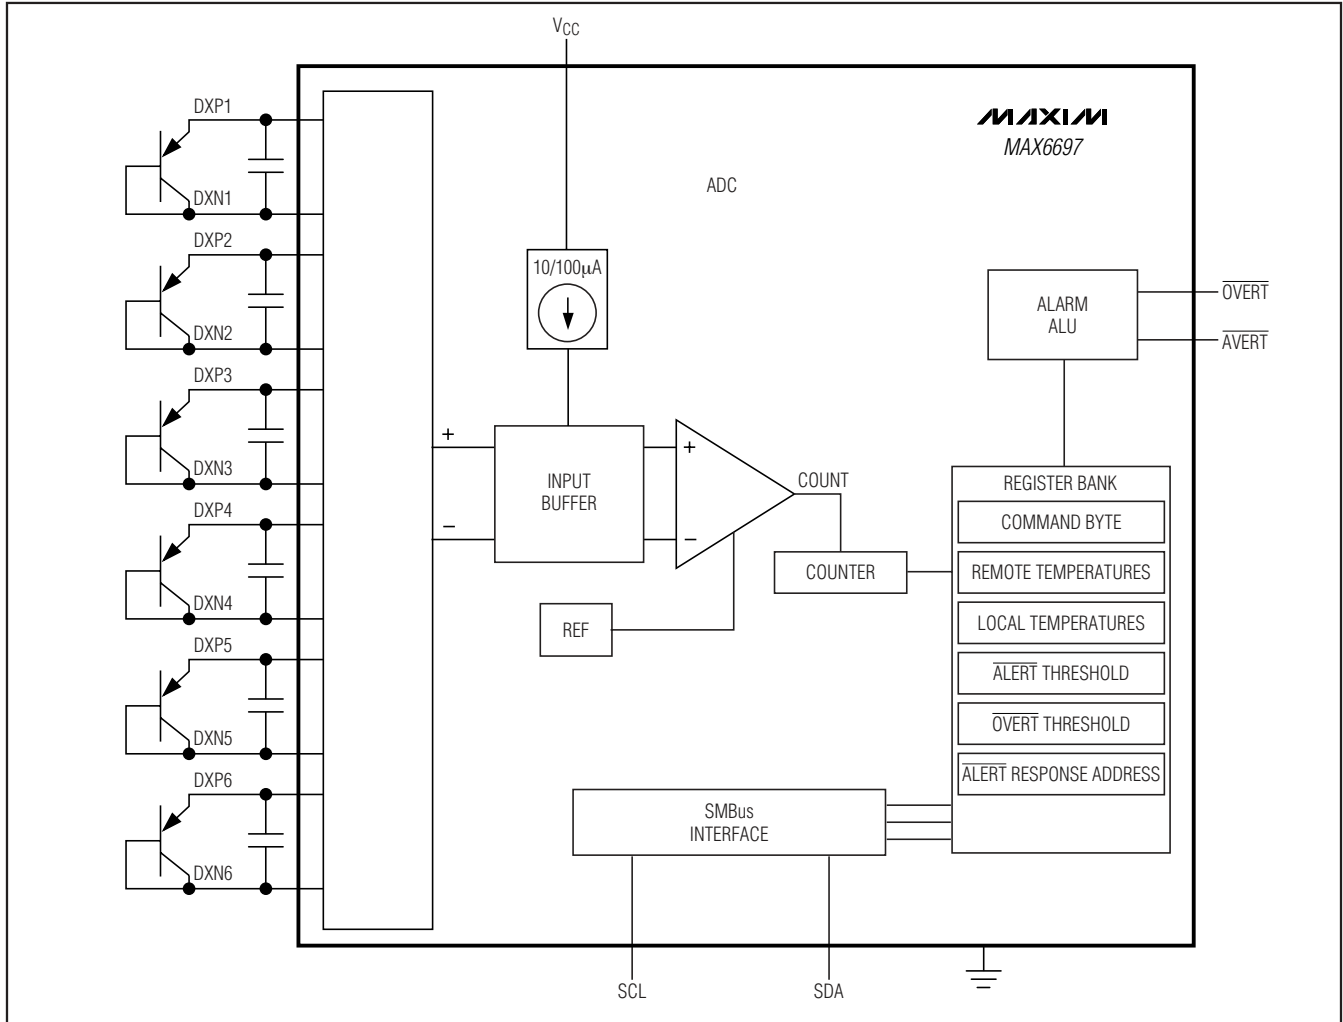 VCC
MAXIM
MAX6697
ADC
DXP1
DXN1
DXP2
DXN2
DXP3
DXN3
DXP4
DXN4
DXP5
DXN5
DXP6
DXN6
10/100μA
+
−
INPUT
BUFFER
+
−
COUNT
COUNTER
REF
ALARM
ALU
OVERT
AVERT
REGISTER BANK
COMMAND BYTE
REMOTE TEMPERATURES
LOCAL TEMPERATURES
ALERT THRESHOLD
OVERT THRESHOLD
ALERT RESPONSE ADDRESS
SMBus
INTERFACE
SCL
SDA